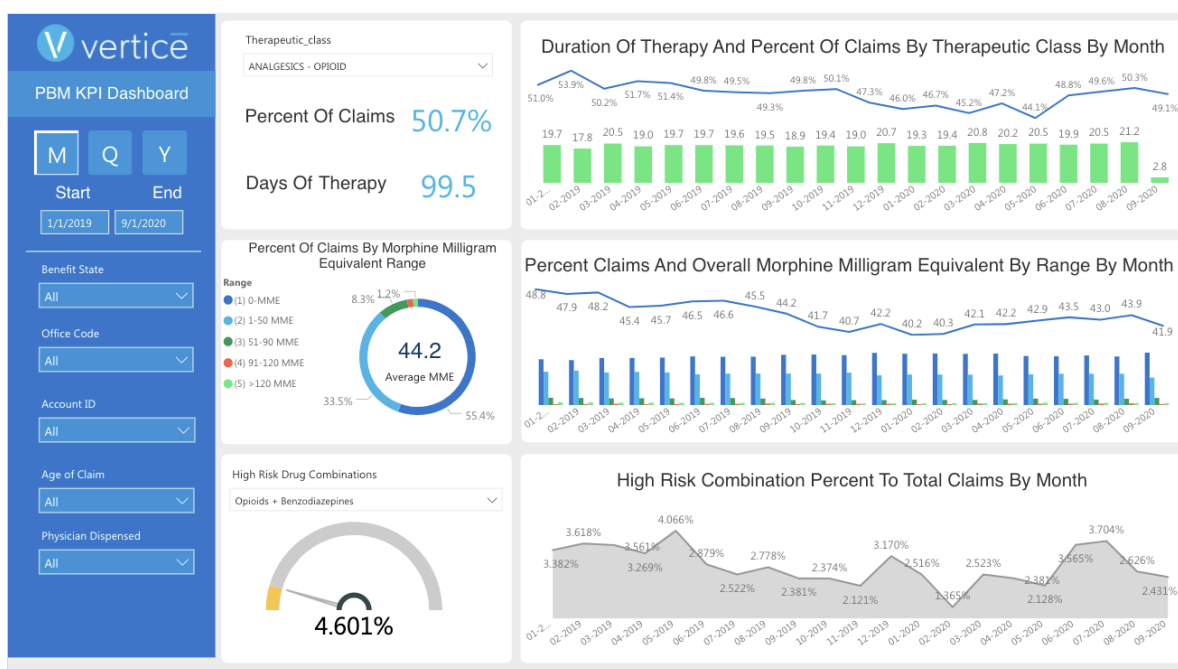 vertice
PBM KPI Dashboard
M Q Y
Start End
1/1/2019 9/1/2020
Benefit State
All
Office Code
All
Account ID
All
Age of Claim
All
Physician Dispensed
All
Therapeutic_class
ANALGESICS - OPIOID
Percent Of Claims 50.7%
Days Of Therapy 99.5
Duration Of Therapy And Percent Of Claims By Therapeutic Class By Month
51.0% 53.9% 50.2% 51.7% 51.4% 49.8% 49.5% 49.3% 49.8% 50.1% 47.3% 46.0% 46.7% 45.2% 47.2% 44.1% 48.8% 49.6% 50.3% 49.1%
19.7 17.8 20.5 19.0 19.7 19.7 19.6 19.5 18.9 19.4 19.0 20.7 19.3 19.4 20.8 20.2 20.5 19.9 20.5 21.2 2.8
01-2... 02-2019 03-2019 04-2019 05-2019 06-2019 07-2019 08-2019 09-2019 10-2019 11-2019 12-2019 01-2020 02-2020 03-2020 04-2020 05-2020 06-2020 07-2020 08-2020 09-2020
Percent Of Claims By Morphine Milligram
Equivalent Range
Range
(1) 0-MME
(2) 1-50 MME
(3) 51-90 MME
(4) 91-120 MME
(5) >120 MME
8.3% 1.2%
44.2
Average MME
33.5%
55.4%
Percent Claims And Overall Morphine Milligram Equivalent By Range By Month
48.8 47.9 48.2 45.4 45.7 46.5 46.6 45.5 44.2 41.7 40.7 42.2 40.2 40.3 42.1 42.2 42.9 43.5 43.0 43.9 41.9
01-2... 02-2019 03-2019 04-2019 05-2019 06-2019 07-2019 08-2019 09-2019 10-2019 11-2019 12-2019 01-2020 02-2020 03-2020 04-2020 05-2020 06-2020 07-2020 08-2020 09-2020
High Risk Drug Combinations
Opioids + Benzodiazepines
4.601%
High Risk Combination Percent To Total Claims By Month
3.382% 3.618% 3.561% 3.269% 4.066% 2.879% 2.522% 2.778% 2.381% 2.374% 2.121% 3.170% 2.516% 1.365% 2.523% 2.381% 2.128% 3.565% 3.704% 2.626% 2.431%
01-2... 02-2019 03-2019 04-2019 05-2019 06-2019 07-2019 08-2019 09-2019 10-2019 11-2019 12-2019 01-2020 02-2020 03-2020 04-2020 05-2020 06-2020 07-2020 08-2020 09-2020